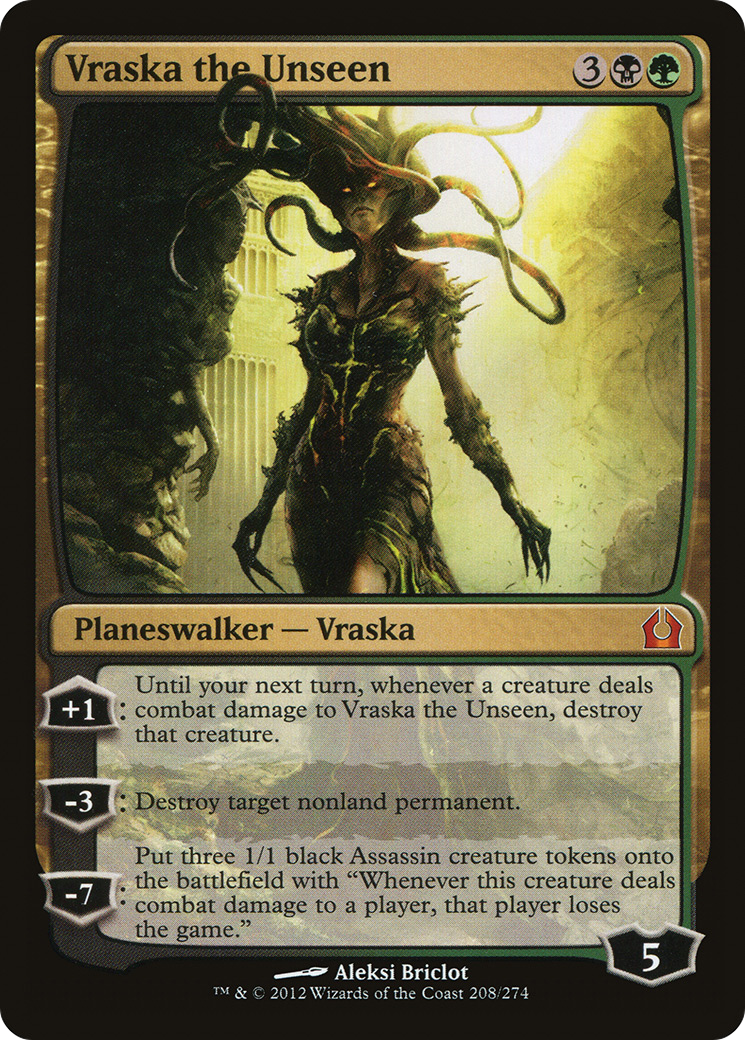 Vraska the Unseen 3
Planeswalker — Vraska
+1: Until your next turn, whenever a creature deals
combat damage to Vraska the Unseen, destroy
that creature.
-3: Destroy target nonland permanent.
-7: Put three 1/1 black Assassin creature tokens onto
the battlefield with “Whenever this creature deals
combat damage to a player, that player loses
the game.”
5
Aleksi Briclot
™ & © 2012 Wizards of the Coast 208/274